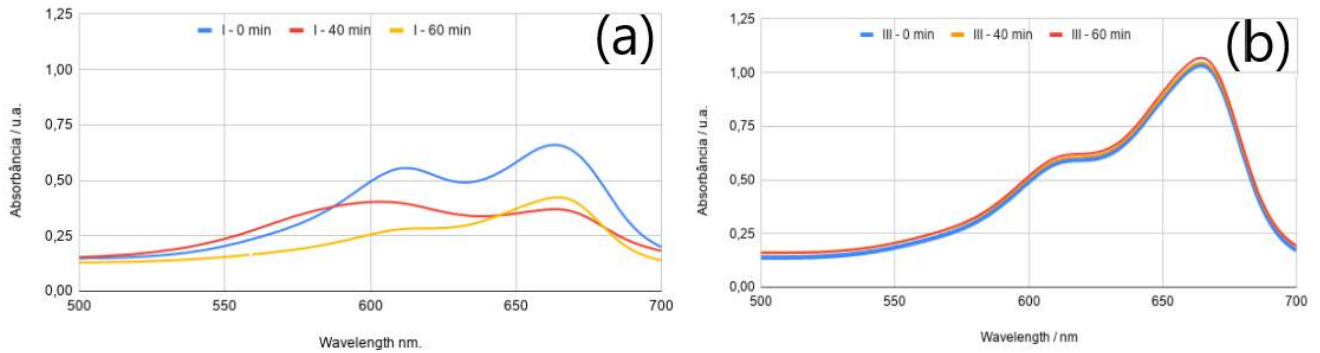 1,25
I - 0 min I - 40 min I - 60 min
(a)
1,00
0,75
0,50
0,25
0,00
500 550 600 650 700
Absorbância / u.a.
Wavelength nm.
1,25
III - 0 min III - 40 min III - 60 min
(b)
1,00
0,75
0,50
0,25
0,00
500 550 600 650 700
Absorbância / u.a.
Wavelength / nm